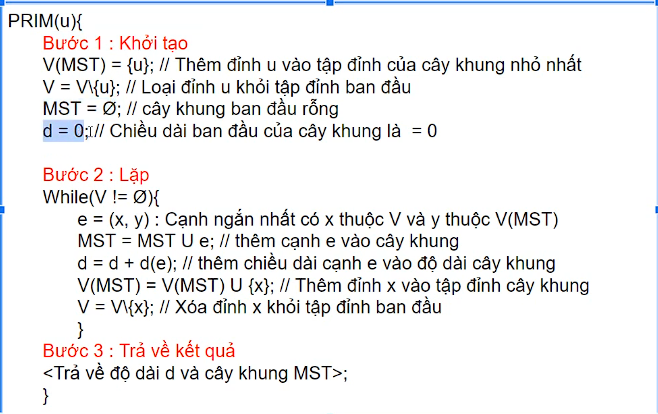 PRIM(u){
Bước 1 : Khởi tạo
V(MST) = {u}; // Thêm đỉnh u vào tập đỉnh của cây khung nhỏ nhất
V = V\{u}; // Loại đỉnh u khỏi tập đỉnh ban đầu
MST = Ø; // cây khung ban đầu rỗng
d = 0; // Chiều dài ban đầu của cây khung là = 0
Bước 2 : Lặp
While(V != Ø){
e = (x, y) : Cạnh ngắn nhất có x thuộc V và y thuộc V(MST)
MST = MST U e; // thêm cạnh e vào cây khung
d = d + d(e); // thêm chiều dài cạnh e vào độ dài cây khung
V(MST) = V(MST) U {x}; // Thêm đỉnh x vào tập đỉnh cây khung
V = V\{x}; // Xóa đỉnh x khỏi tập đỉnh ban đầu
}
Bước 3 : Trả về kết quả
<Trả về độ dài d và cây khung MST>;
}